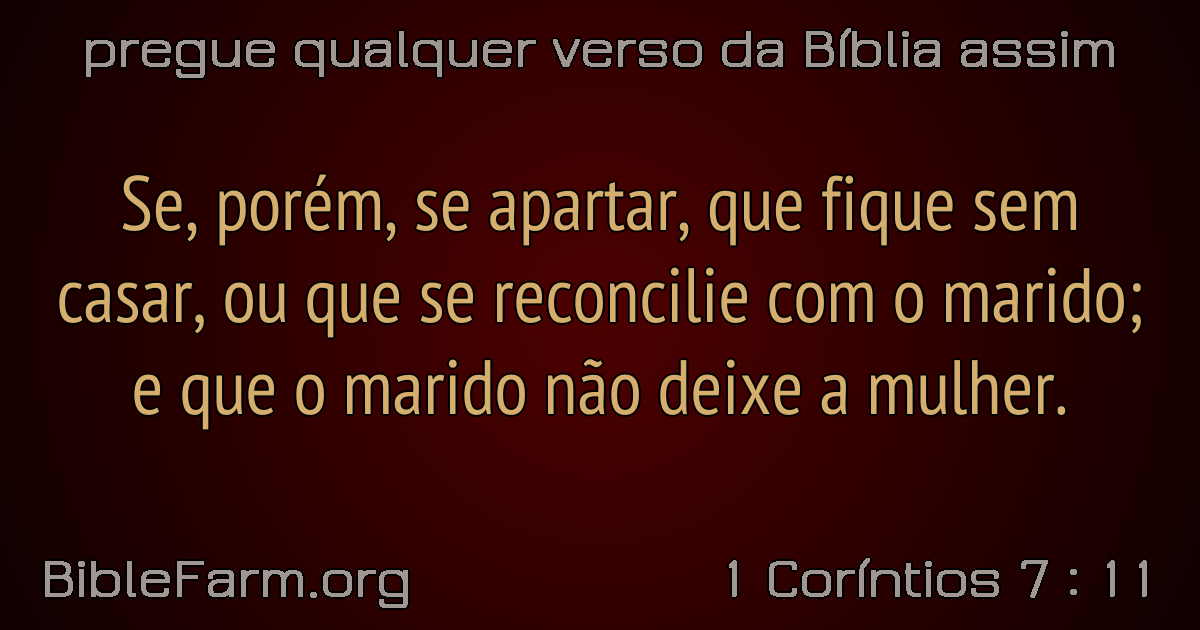 pregue qualquer verso da Bíblia assim
Se, porém, se apartar, que fique sem
casar, ou que se reconcilie com o marido;
e que o marido não deixe a mulher.
BibleFarm.org
1 Coríntios 7 : 11